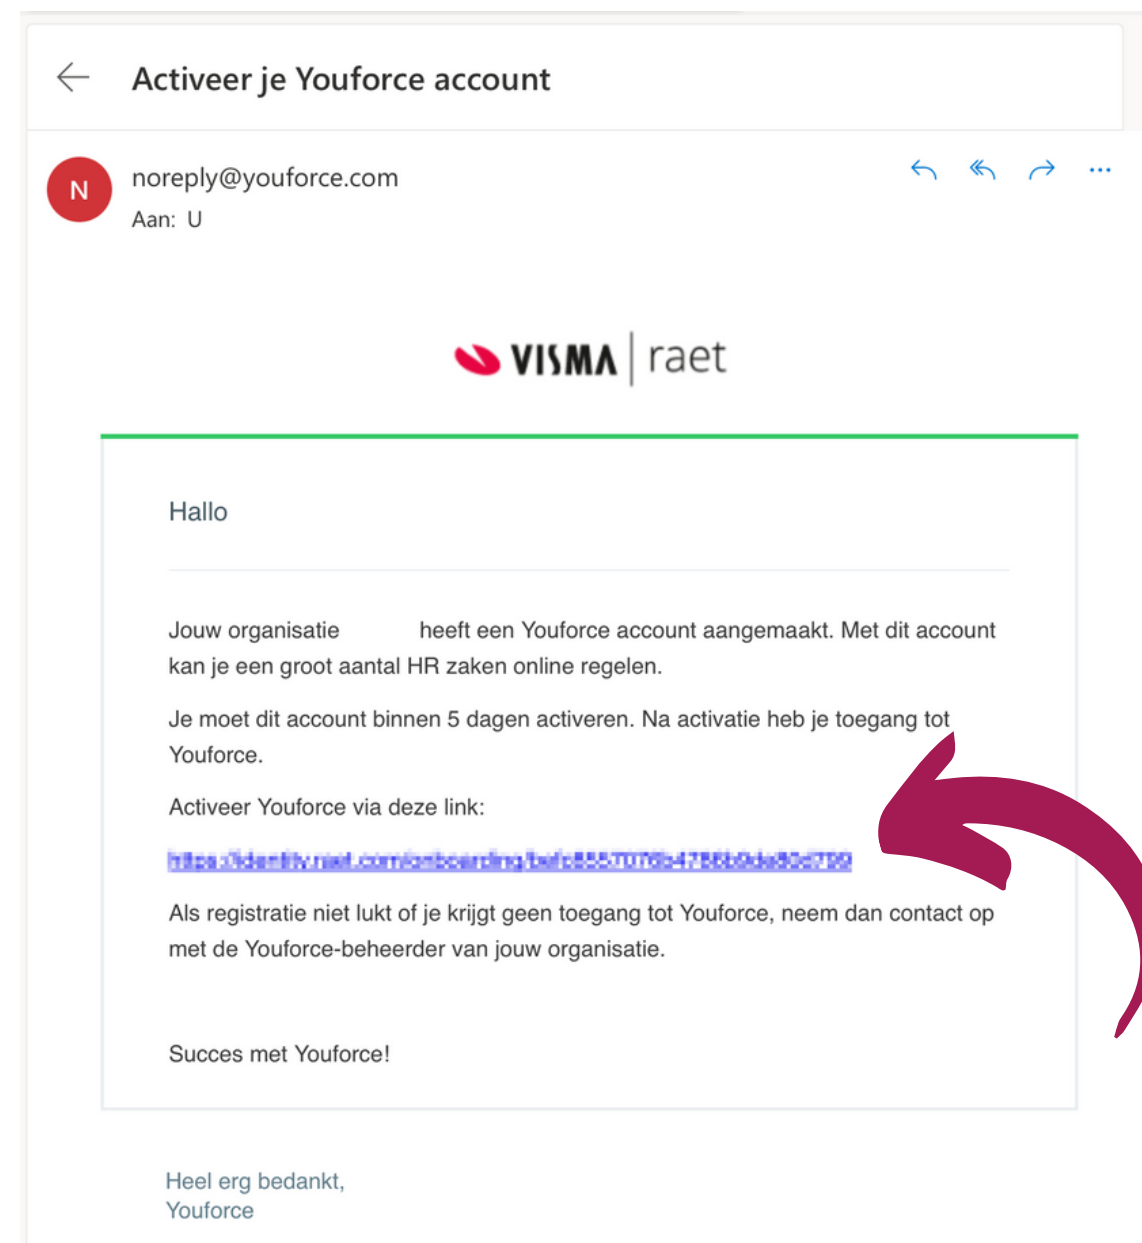 Activeer je Youforce account
N
noreply@youforce.com
Aan: U
VISMA raet
Hallo
Jouw organisatie heeft een Youforce account aangemaakt. Met dit account
kan je een groot aantal HR zaken online regelen.
Je moet dit account binnen 5 dagen activeren. Na activatie heb je toegang tot
Youforce.
Activeer Youforce via deze link:
Als registratie niet lukt of je krijgt geen toegang tot Youforce, neem dan contact op
met de Youforce-beheerder van jouw organisatie.
Succes met Youforce!
Heel erg bedankt,
Youforce